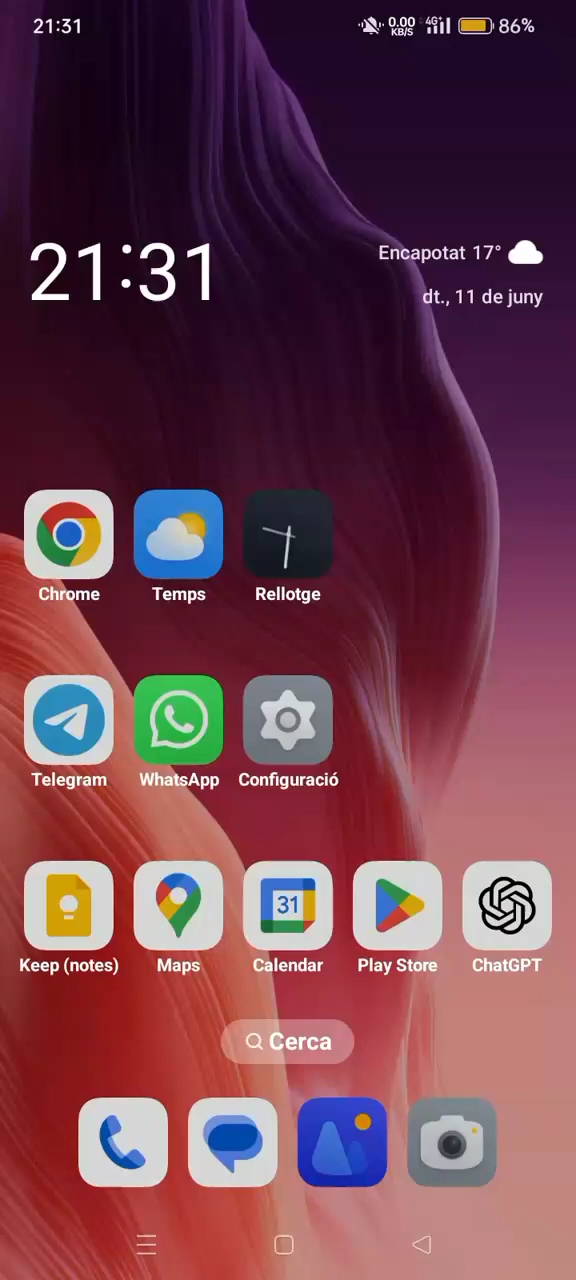 21:31 0.00 KB/S 4G+ 86%
21:31
Encapotat 17°
dt., 11 de juny
Chrome Temps Rellotge
Telegram WhatsApp Configuració
31
Keep (notes) Maps Calendar Play Store ChatGPT
Cerca